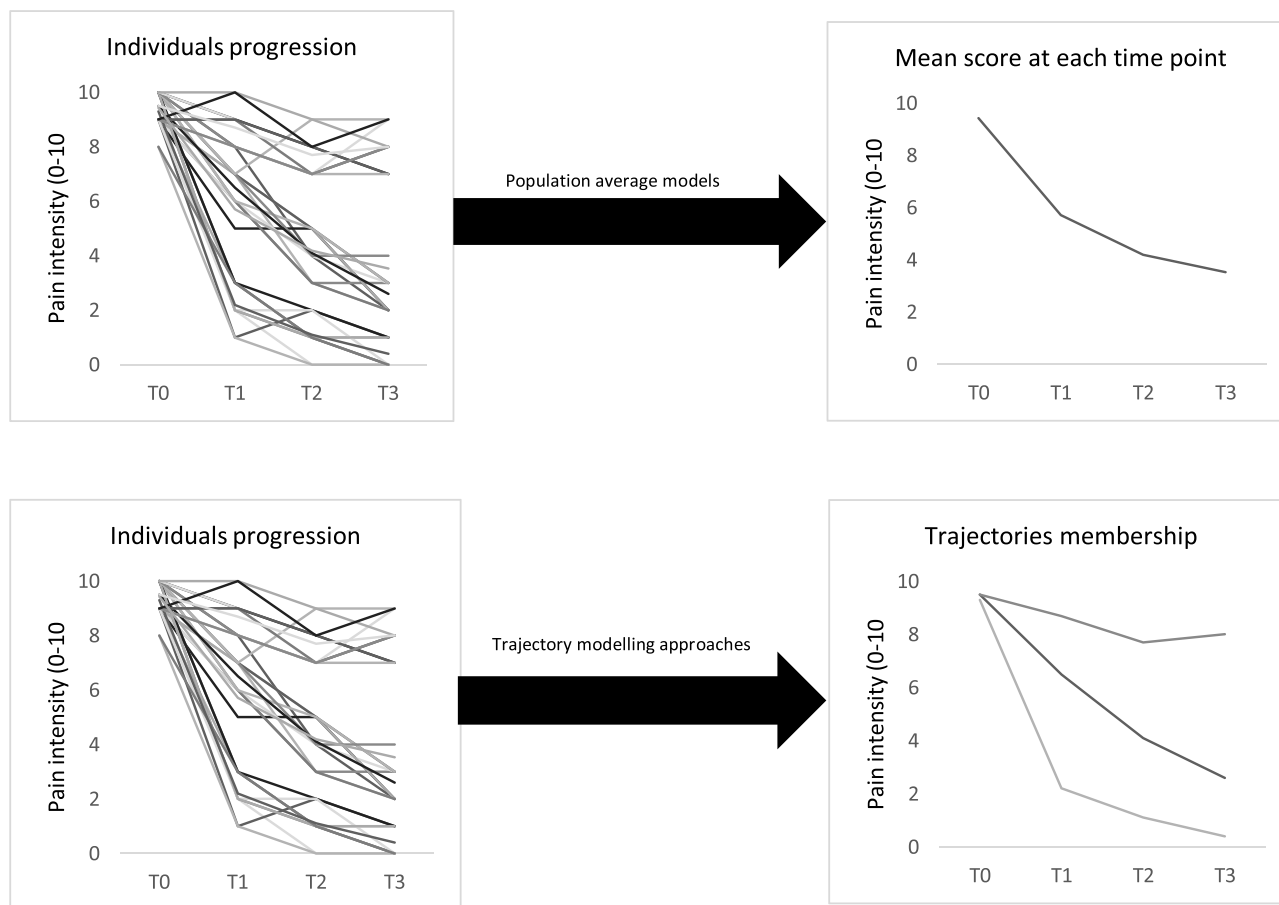 Individuals progression
Pain intensity (0-10
10
8
6
4
2
0
T0 T1 T2 T3
Population average models
Mean score at each time point
Pain intensity (0-10
10
8
6
4
2
0
T0 T1 T2 T3
Individuals progression
Pain intensity (0-10
10
8
6
4
2
0
T0 T1 T2 T3
Trajectory modelling approaches
Trajectories membership
Pain intensity (0-10
10
8
6
4
2
0
T0 T1 T2 T3